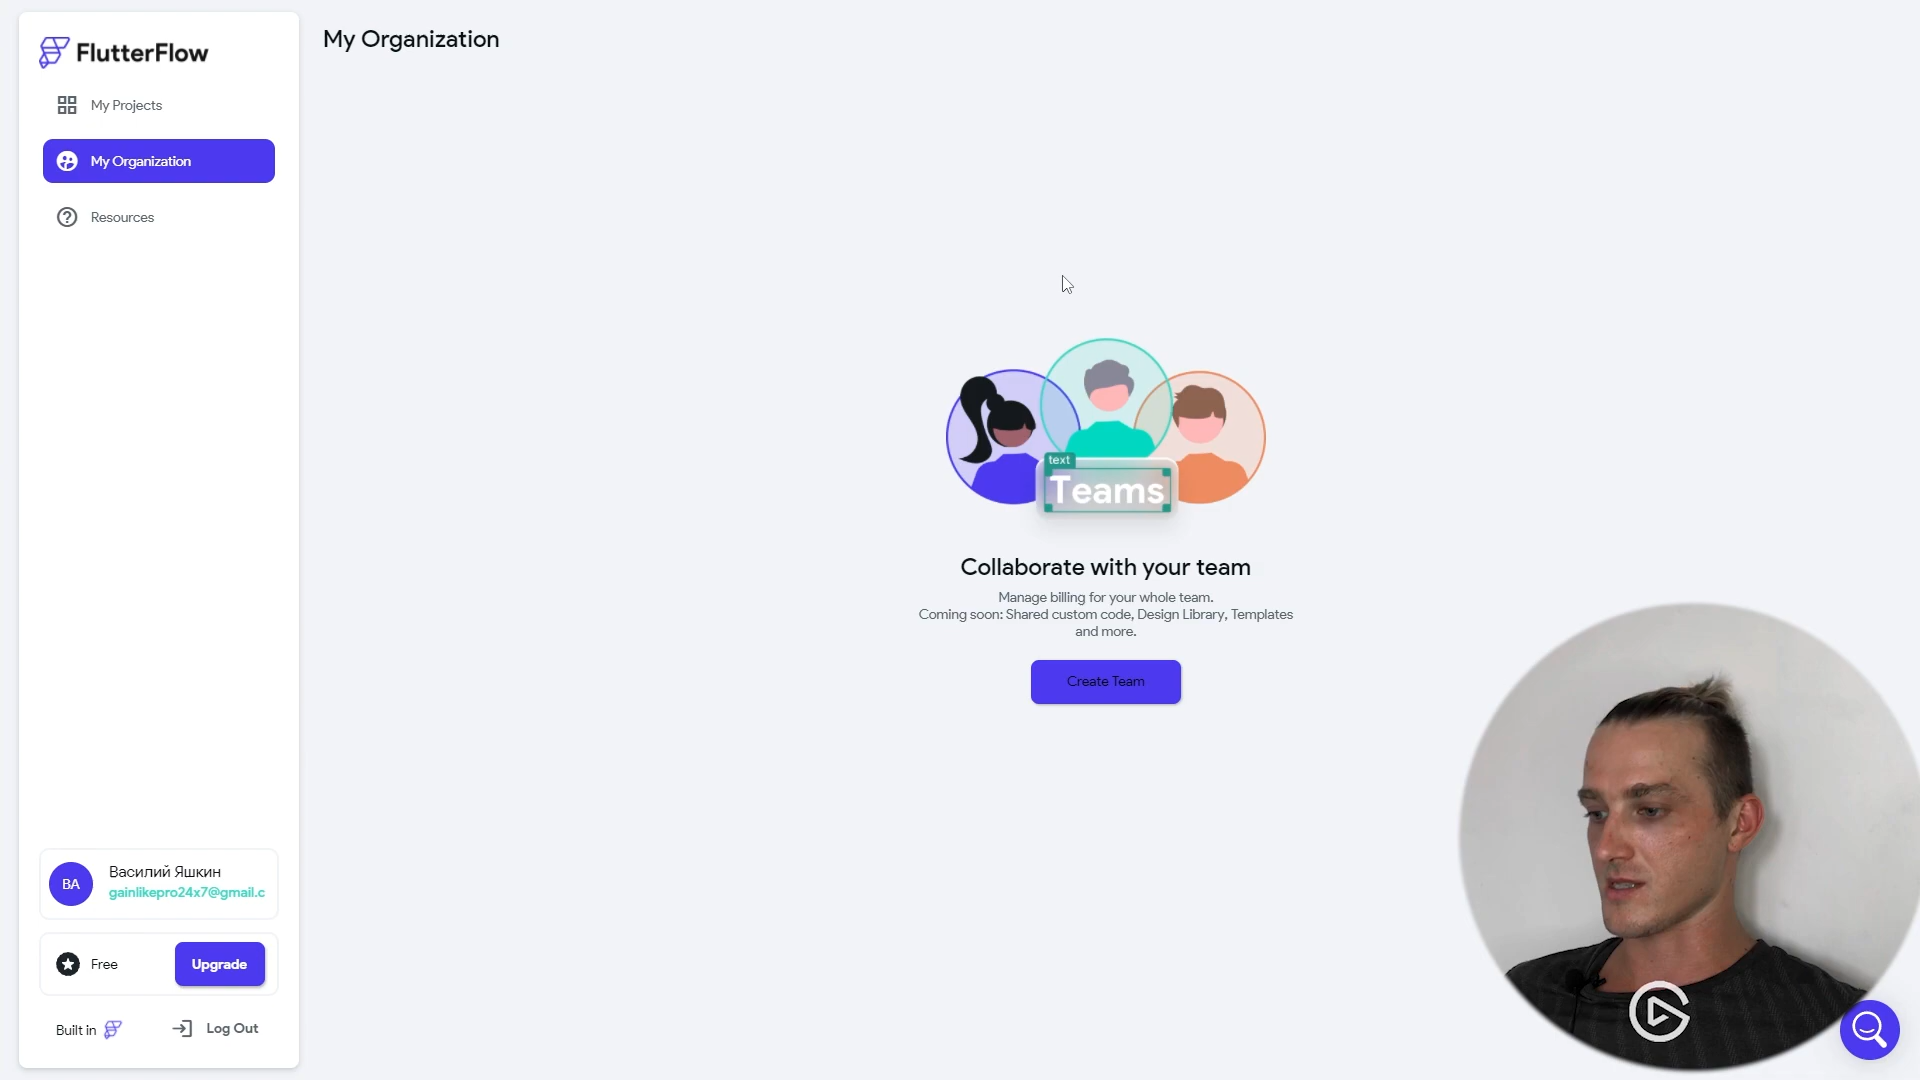 FlutterFlow
My Projects
My Organization
Resources
Василий Яшкин
gainlikepro24x7@gmail.c
BA
Free
Upgrade
Built in
Log Out
My Organization
text
Teams
Collaborate with your team
Manage billing for your whole team.
Coming soon: Shared custom code, Design Library, Templates
and more.
Create Team